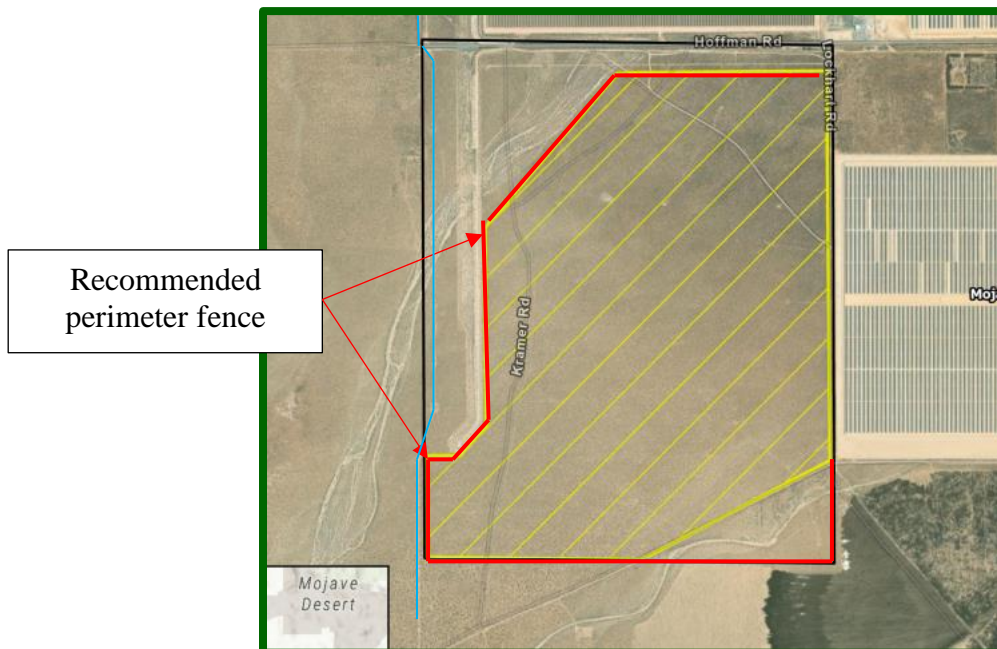 Hoffman Rd
Lockhart Rd
Recommended
perimeter fence
Kramer Rd
Moja
Mojave
Desert